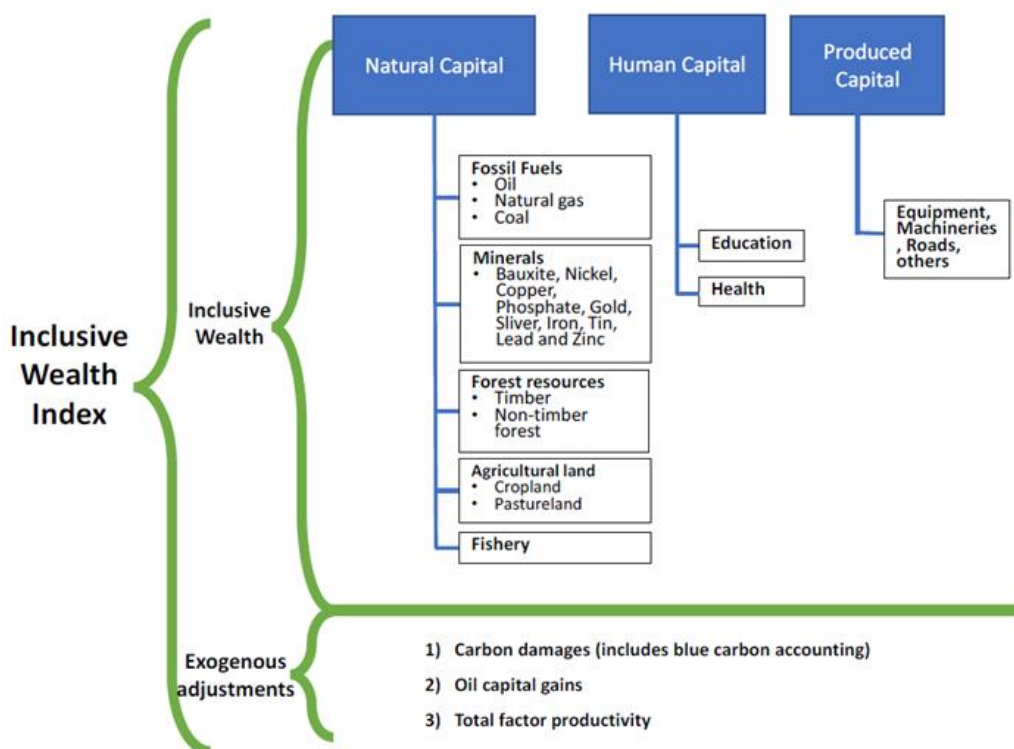 Natural Capital
Human Capital
Produced
Capital
Fossil Fuels
• Oil
• Natural gas
• Coal
Minerals
• Bauxite, Nickel,
Copper,
Phosphate, Gold,
Sliver, Iron, Tin,
Lead and Zinc
Forest resources
• Timber
• Non-timber
forest
Agricultural land
• Cropland
• Pastureland
Fishery
Education
Health
Equipment,
Machineries
, Roads,
others
Inclusive
Wealth
Inclusive
Wealth
Index
Exogenous
adjustments
1) Carbon damages (includes blue carbon accounting)
2) Oil capital gains
3) Total factor productivity